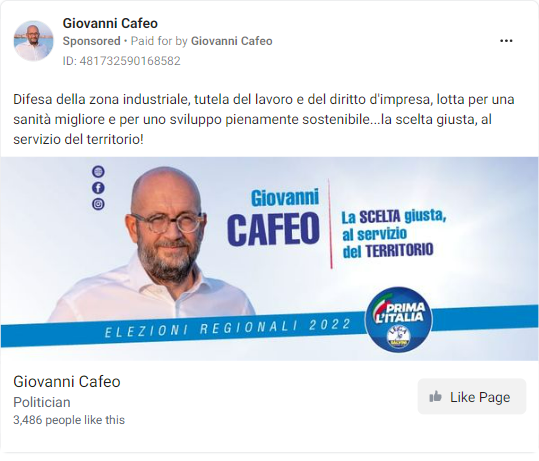 Giovanni Cafeo
Sponsored • Paid for by Giovanni Cafeo
ID: 481732590168582
Difesa della zona industriale, tutela del lavoro e del diritto d'impresa, lotta per una
sanità migliore e per uno sviluppo pienamente sostenibile...la scelta giusta, al
servizio del territorio!
Giovanni
CAFEO
La SCELTA giusta,
al servizio
del TERRITORIO
ELEZIONI REGIONALI 2022
PRIMA
L'ITALIA
SALVINI
Giovanni Cafeo
Politician
3,486 people like this
Like Page